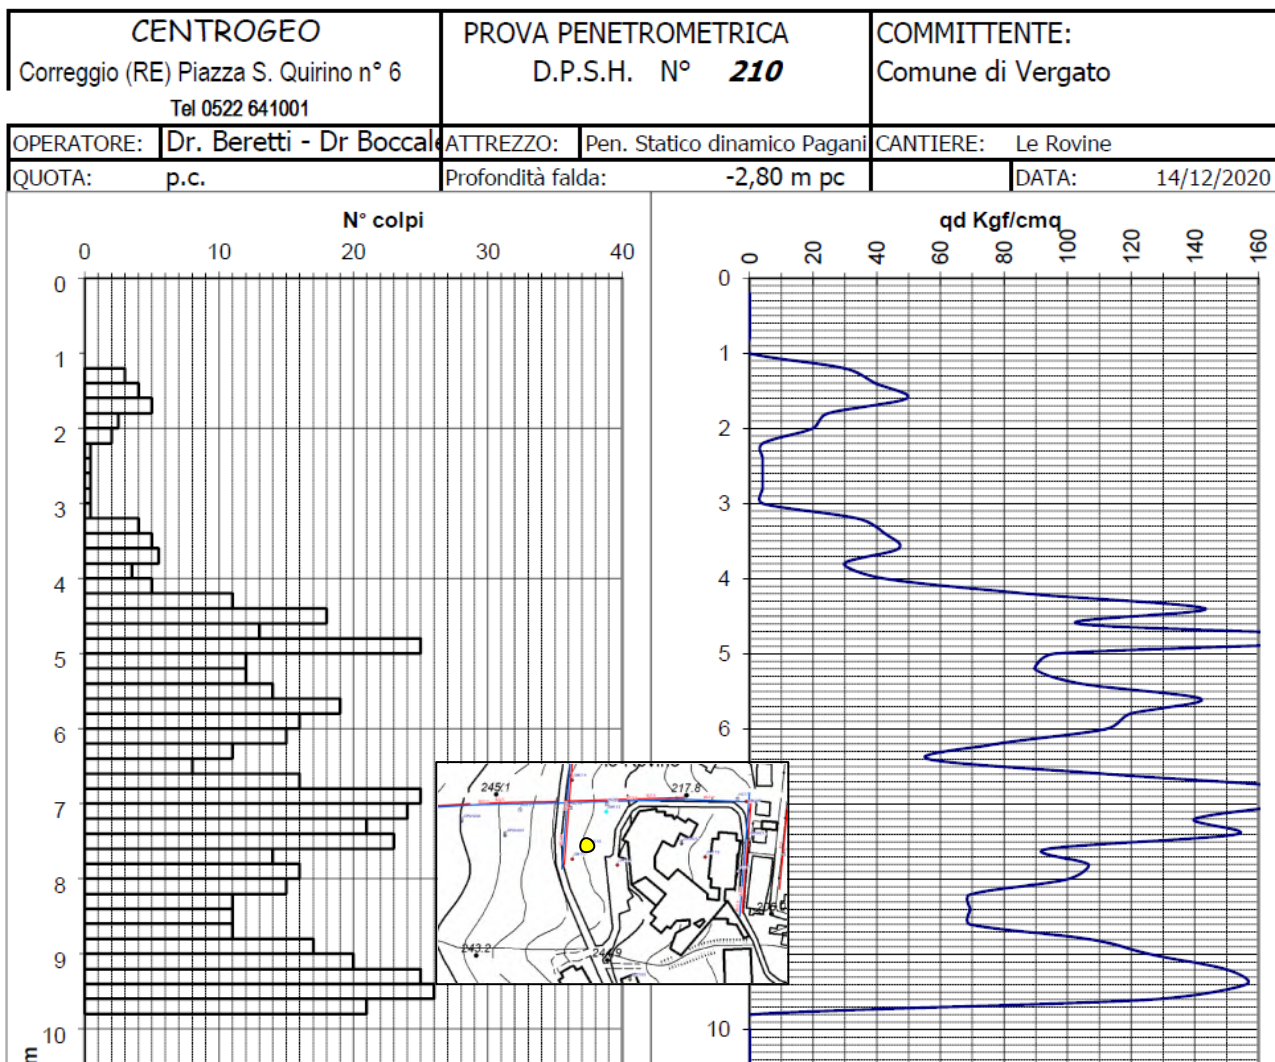 CENTROGEO
Correggio (RE) Piazza S. Quirino n° 6
Tel 0522 641001
PROVA PENETROMETRICA
D.P.S.H. N° 210
COMMITTENTE:
Comune di Vergato
OPERATORE: Dr. Beretti - Dr Boccale
ATTREZZO: Pen. Statico dinamico Pagani
CANTIERE: Le Rovine
QUOTA: p.c.
Profondità falda: -2,80 m pc
DATA: 14/12/2020
N° colpi
0 10 20 30 40
0
1
2
3
4
5
6
7
8
9
10
m
qd Kgf/cmq
0 20 40 60 80 100 120 140 160
0
1
2
3
4
5
6
10
245.1
217.8
243.2